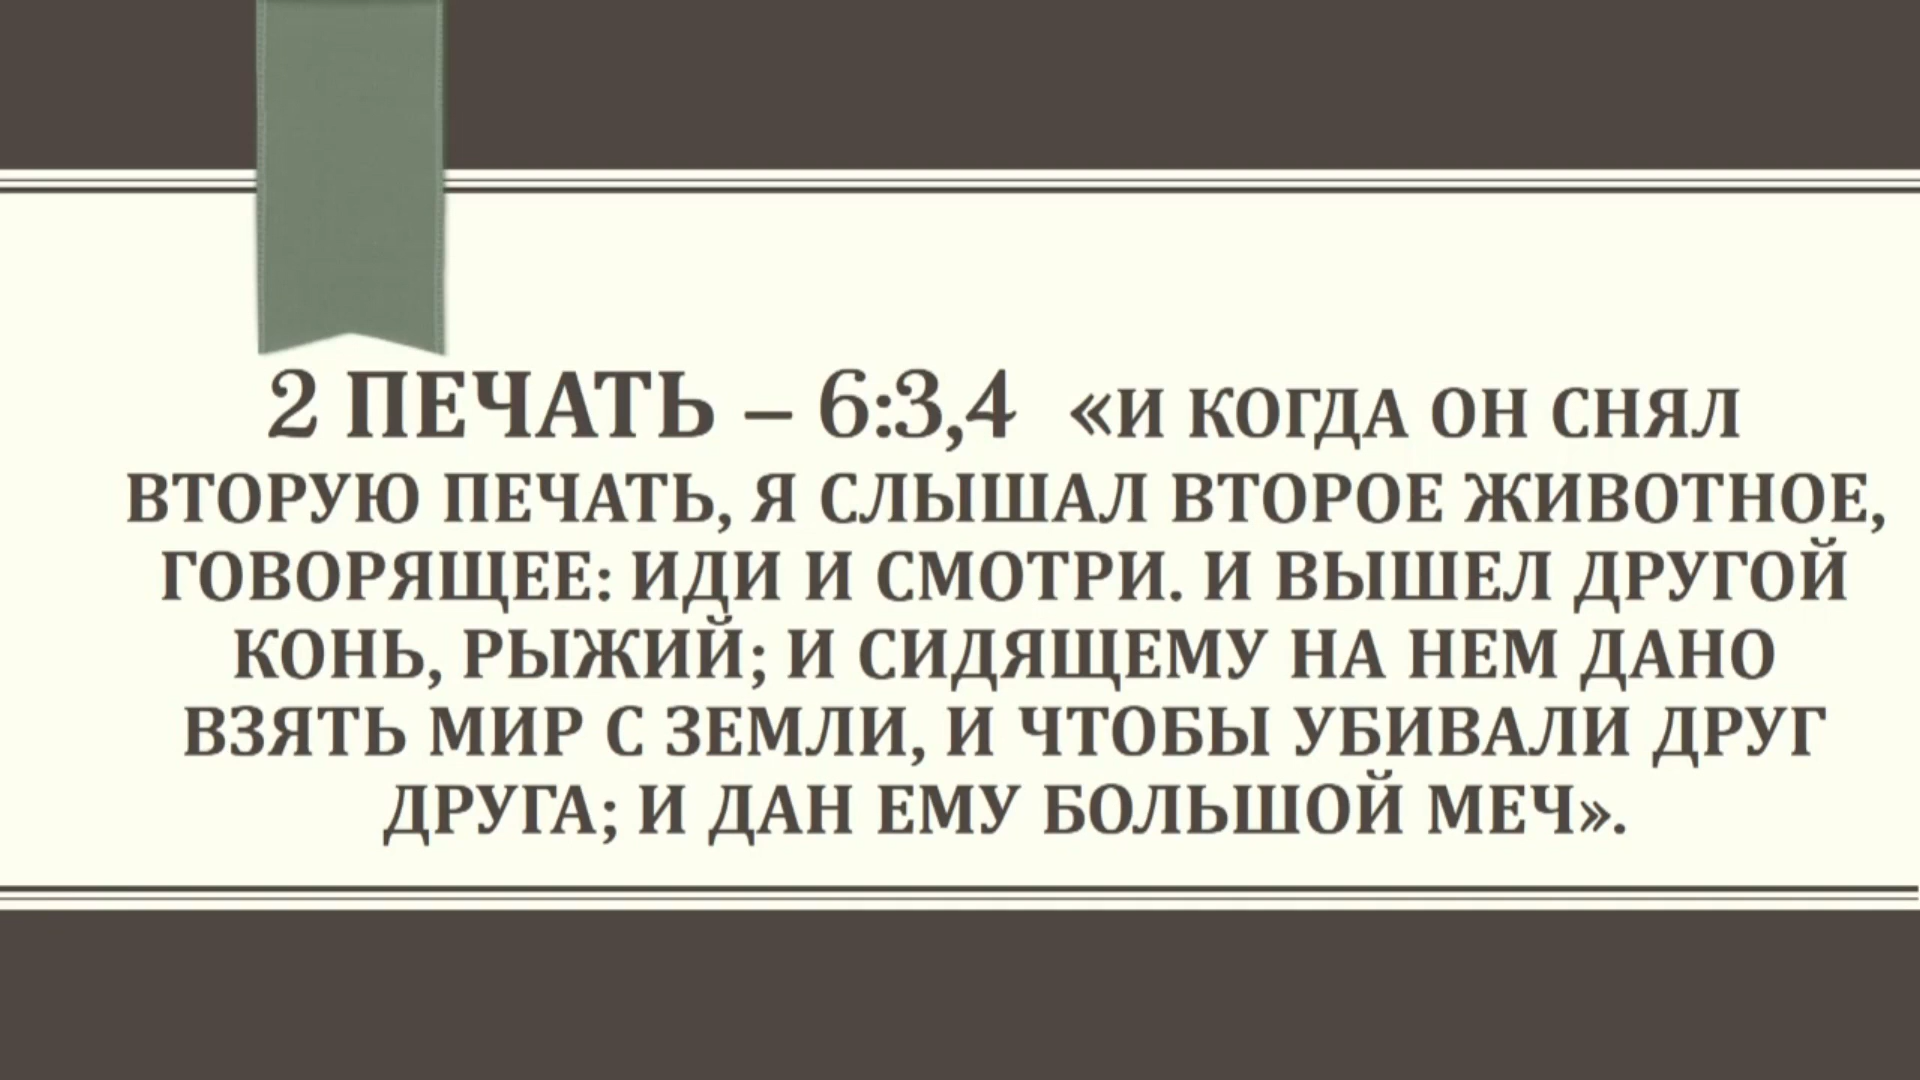 2 ПЕЧАТЬ – 6:3,4 «И КОГДА ОН СНЯЛ
ВТОРУЮ ПЕЧАТЬ, Я СЛЫШАЛ ВТОРОЕ ЖИВОТНОЕ,
ГОВОРЯЩЕЕ: ИДИ И СМОТРИ. И ВЫШЕЛ ДРУГОЙ
КОНЬ, РЫЖИЙ; И СИДЯЩЕМУ НА НЕМ ДАНО
ВЗЯТЬ МИР С ЗЕМЛИ, И ЧТОБЫ УБИВАЛИ ДРУГ
ДРУГА; И ДАН ЕМУ БОЛЬШОЙ МЕЧ».